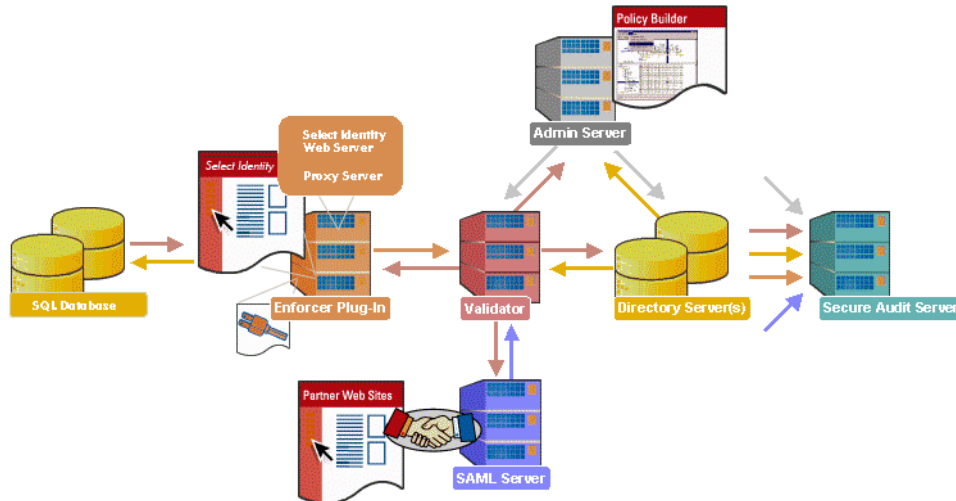 Policy Builder
Admin Server
Select Identity
Web Server
Proxy Server
Select Identity
SQL Database
Enforcer Plug-In
Validator
Directory Server(s)
Secure Audit Server
Partner Web Sites
SAML Server